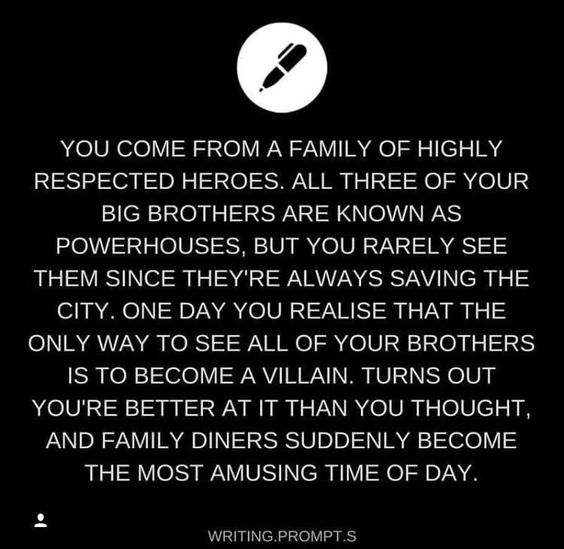 YOU COME FROM A FAMILY OF HIGHLY
RESPECTED HEROES. ALL THREE OF YOUR
BIG BROTHERS ARE KNOWN AS
POWERHOUSES, BUT YOU RARELY SEE
THEM SINCE THEY'RE ALWAYS SAVING THE
CITY. ONE DAY YOU REALISE THAT THE
ONLY WAY TO SEE ALL OF YOUR BROTHERS
IS TO BECOME A VILLAIN. TURNS OUT
YOU'RE BETTER AT IT THAN YOU THOUGHT,
AND FAMILY DINERS SUDDENLY BECOME
THE MOST AMUSING TIME OF DAY.
WRITING.PROMPT.S